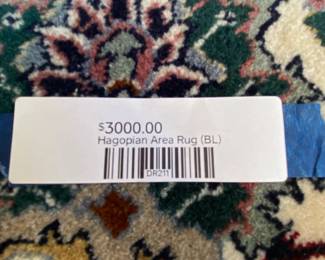 $3000.00
Hagopian Area Rug (BL)
DR211